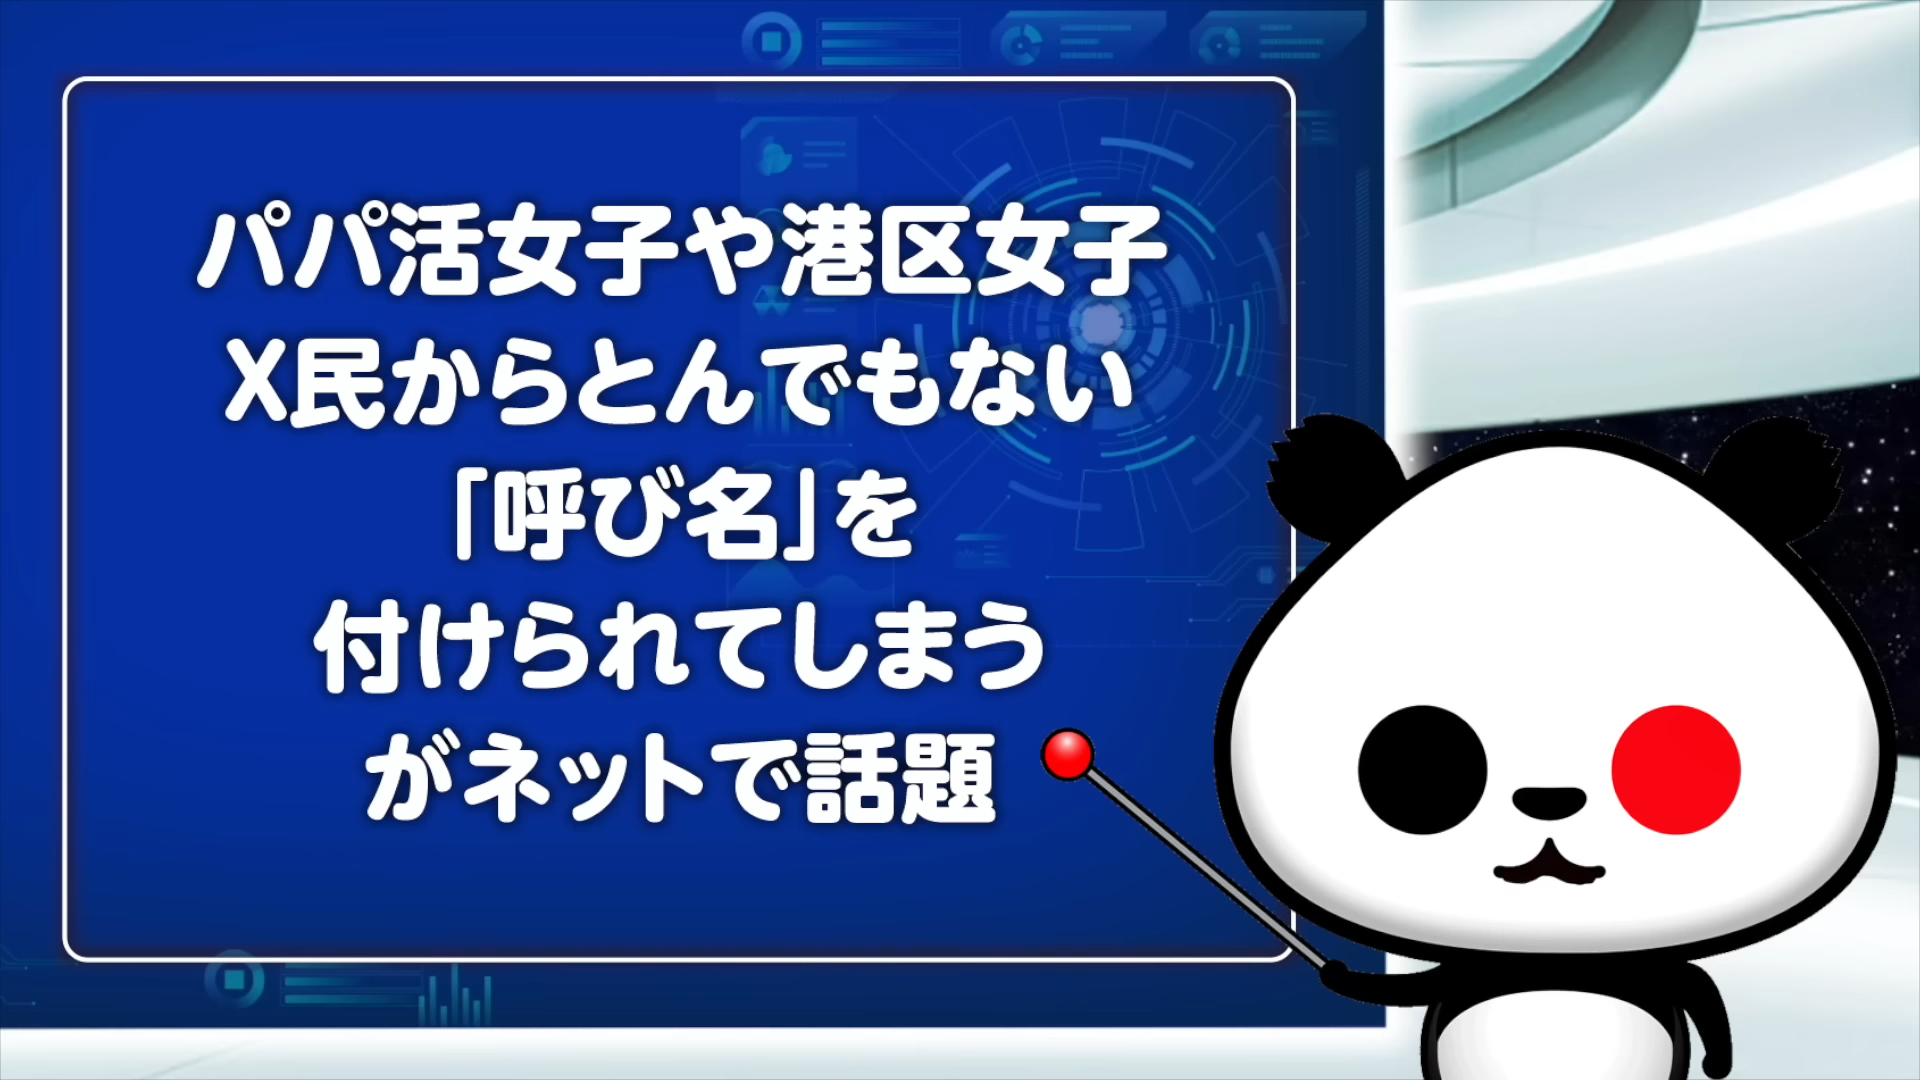 パパ活女子や港区女子
X民からとんでもない
「呼び名」を
付けられてしまう
がネットで話題